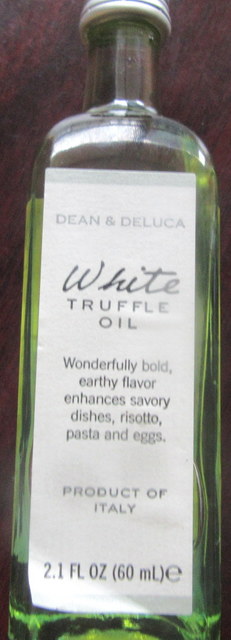 DEAN & DELUCA
White
TRUFFLE
OIL
Wonderfully bold,
earthy flavor
enhances savory
dishes, risotto,
pasta and eggs.
PRODUCT OF
ITALY
2.1 FL OZ (60 mL)℮